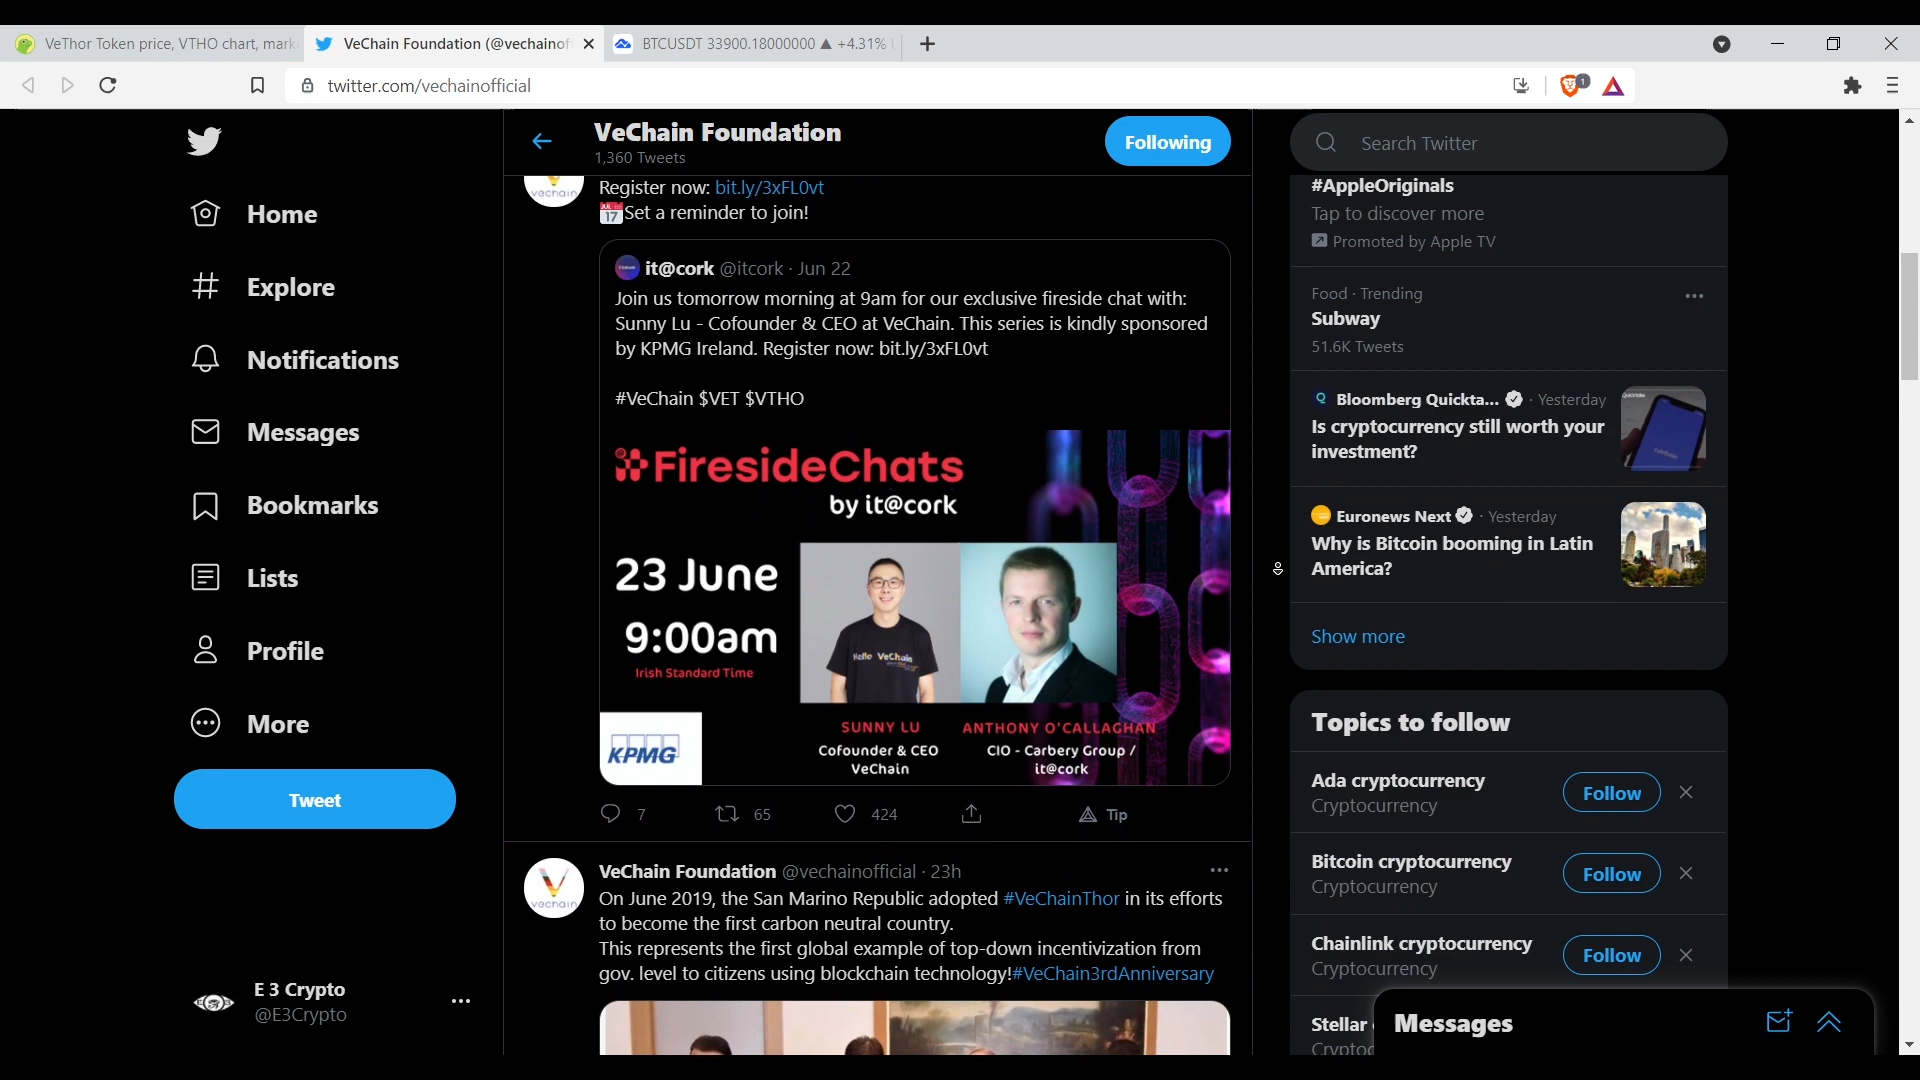 VeThor Token price, VTHO chart, mark
VeChain Foundation (@vechainof
BTCUSDT 33900.18000000 ▲ +4.31%
twitter.com/vechainofficial
1
VeChain Foundation
1,360 Tweets
Following
Search Twitter
Home
Explore
Notifications
Messages
Bookmarks
Lists
Profile
More
Tweet
E 3 Crypto
@E3Crypto
vechain
Register now: bit.ly/3xFL0vt
JUL 17 Set a reminder to join!
it@cork @itcork · Jun 22
Join us tomorrow morning at 9am for our exclusive fireside chat with:
Sunny Lu - Cofounder & CEO at VeChain. This series is kindly sponsored
by KPMG Ireland. Register now: bit.ly/3xFL0vt
#VeChain $VET $VTHO
FiresideChats
by it@cork
23 June
9:00am
Irish Standard Time
Hello VeChain
KPMG
SUNNY LU
Cofounder & CEO
VeChain
ANTHONY O'CALLAGHAN
CIO - Carbery Group /
it@cork
7
65
424
Tip
vechain
VeChain Foundation @vechainofficial · 23h
On June 2019, the San Marino Republic adopted #VeChainThor in its efforts
to become the first carbon neutral country.
This represents the first global example of top-down incentivization from
gov. level to citizens using blockchain technology!#VeChain3rdAnniversary
#AppleOriginals
Tap to discover more
Promoted by Apple TV
Food · Trending
Subway
51.6K Tweets
Bloomberg Quickta... · Yesterday
Is cryptocurrency still worth your
investment?
Euronews Next · Yesterday
Why is Bitcoin booming in Latin
America?
Show more
Topics to follow
Ada cryptocurrency
Cryptocurrency
Follow
Bitcoin cryptocurrency
Cryptocurrency
Follow
Chainlink cryptocurrency
Cryptocurrency
Follow
Stellar
Cryptoc
Messages